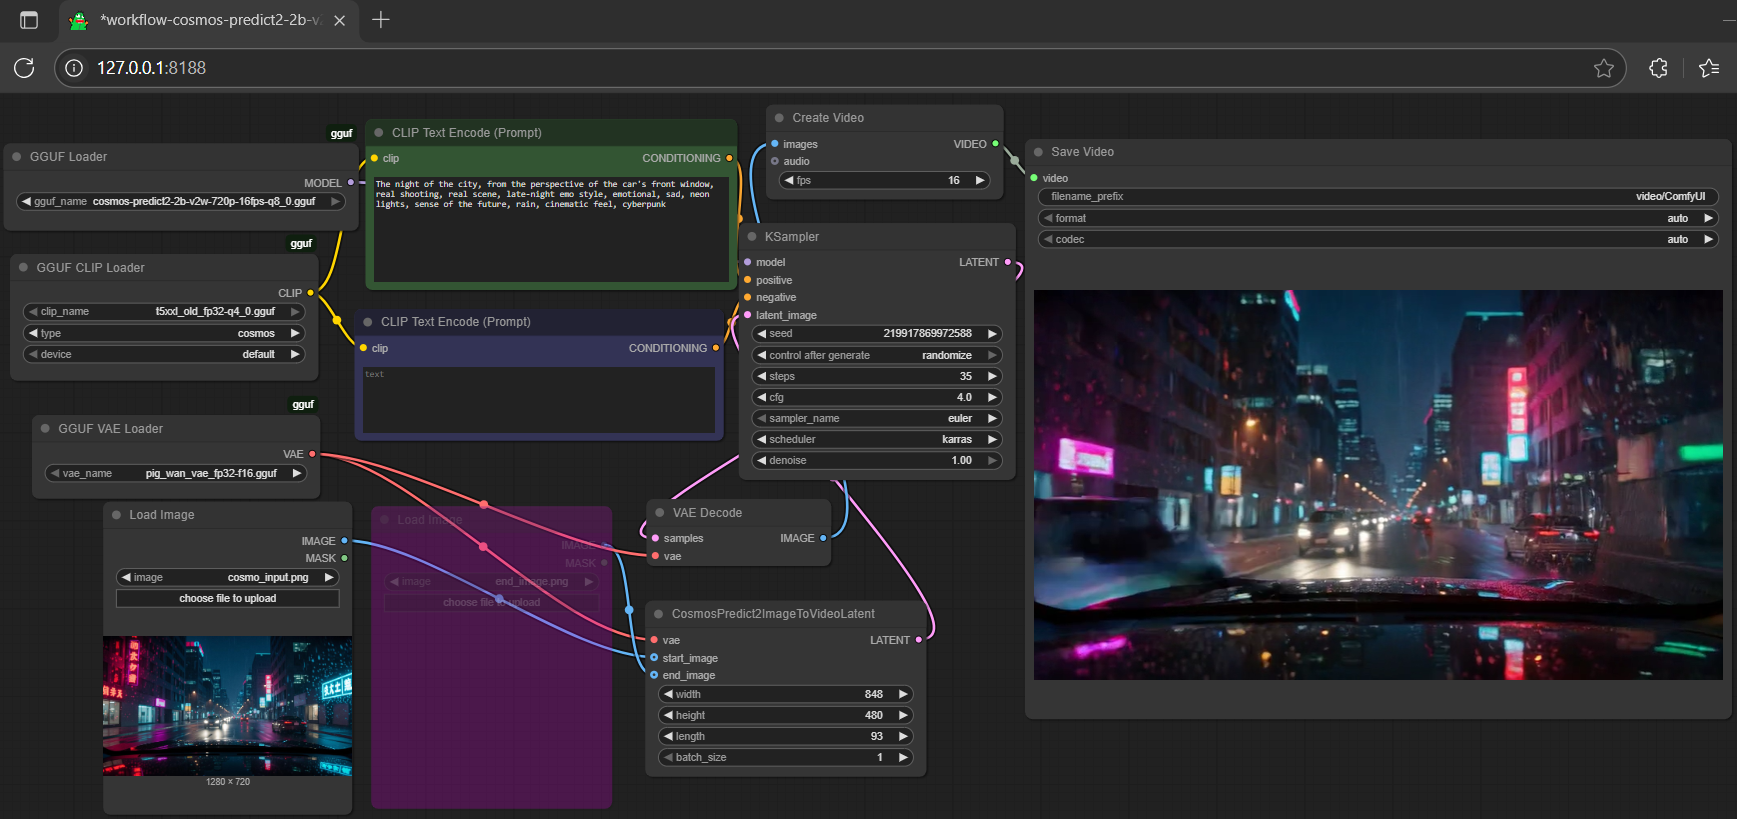 *workflow-cosmos-predict2-2b-v
127.0.0.1:8188
gguf
GGUF Loader
MODEL
gguf_name cosmos-predict2-2b-v2w-720p-16fps-q8_0.gguf
gguf
GGUF CLIP Loader
CLIP
clip_name t5xxl_old_fp32-q4_0.gguf
type cosmos
device default
gguf
GGUF VAE Loader
VAE
vae_name pig_wan_vae_fp32-f16.gguf
Load Image
IMAGE
MASK
image cosmo_input.png
choose file to upload
1280 × 720
CLIP Text Encode (Prompt)
clip CONDITIONING
The night of the city, from the perspective of the car's front window,
real shooting, real scene, late-night emo style, emotional, sad, neon
lights, sense of the future, rain, cinematic feel, cyberpunk
CLIP Text Encode (Prompt)
clip CONDITIONING
text
Load Image
IMAGE
MASK
image end_image.png
choose file to upload
Create Video
images VIDEO
audio
fps 16
KSampler
model LATENT
positive
negative
latent_image
seed 219917869972588
control after generate randomize
steps 35
cfg 4.0
sampler_name euler
scheduler karras
denoise 1.00
VAE Decode
samples IMAGE
vae
CosmosPredict2ImageToVideoLatent
vae LATENT
start_image
end_image
width 848
height 480
length 93
batch_size 1
Save Video
video
filename_prefix video/ComfyUI
format auto
codec auto